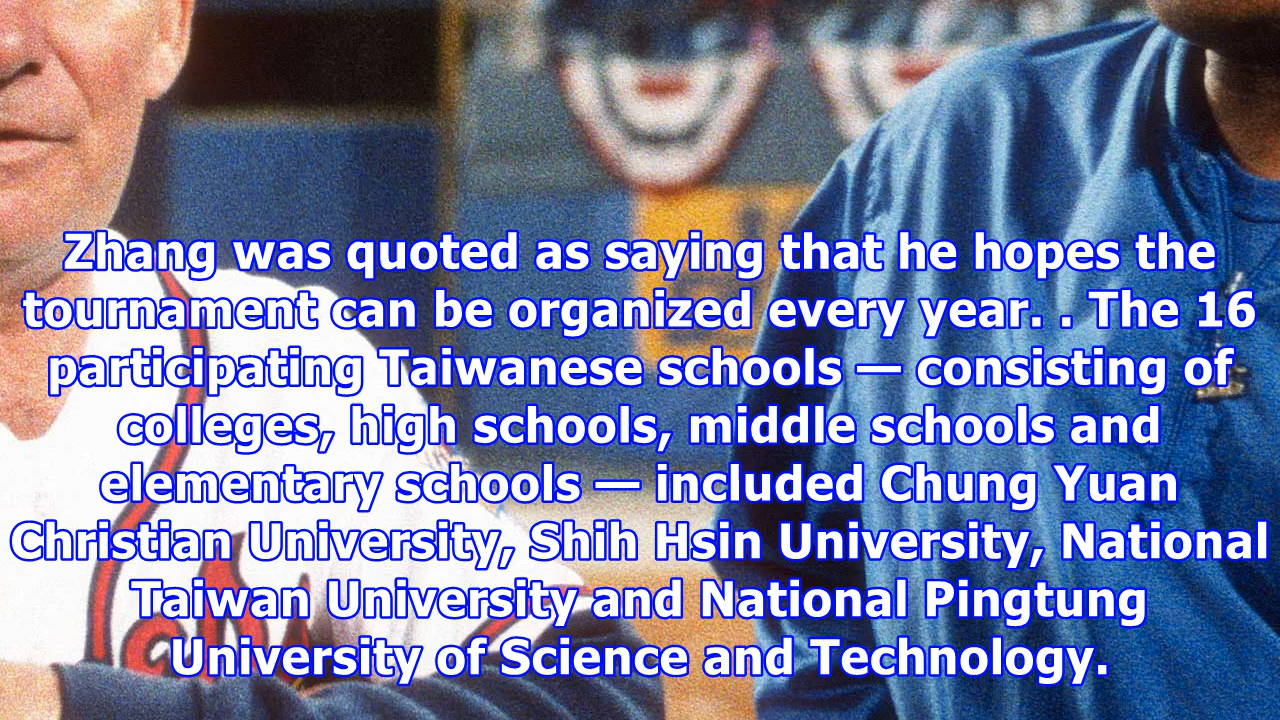 Zhang was quoted as saying that he hopes the
tournament can be organized every year. . The 16
participating Taiwanese schools — consisting of
colleges, high schools, middle schools and
elementary schools — included Chung Yuan
Christian University, Shih Hsin University, National
Taiwan University and National Pingtung
University of Science and Technology.